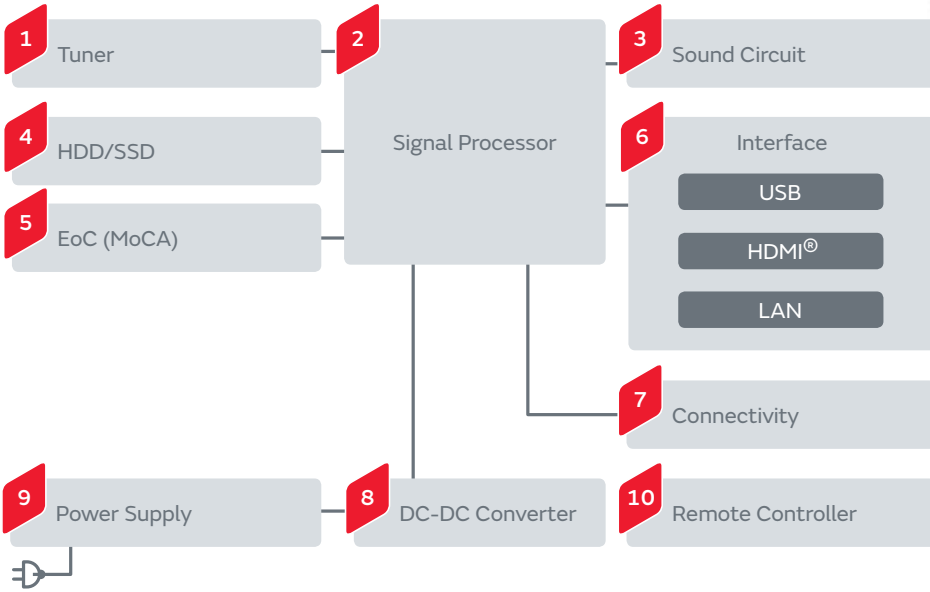 1
Tuner
2
Signal Processor
3
Sound Circuit
4
HDD/SSD
5
EoC (MoCA)
6
Interface
USB
HDMI®
LAN
7
Connectivity
9
Power Supply
8
DC-DC Converter
10
Remote Controller